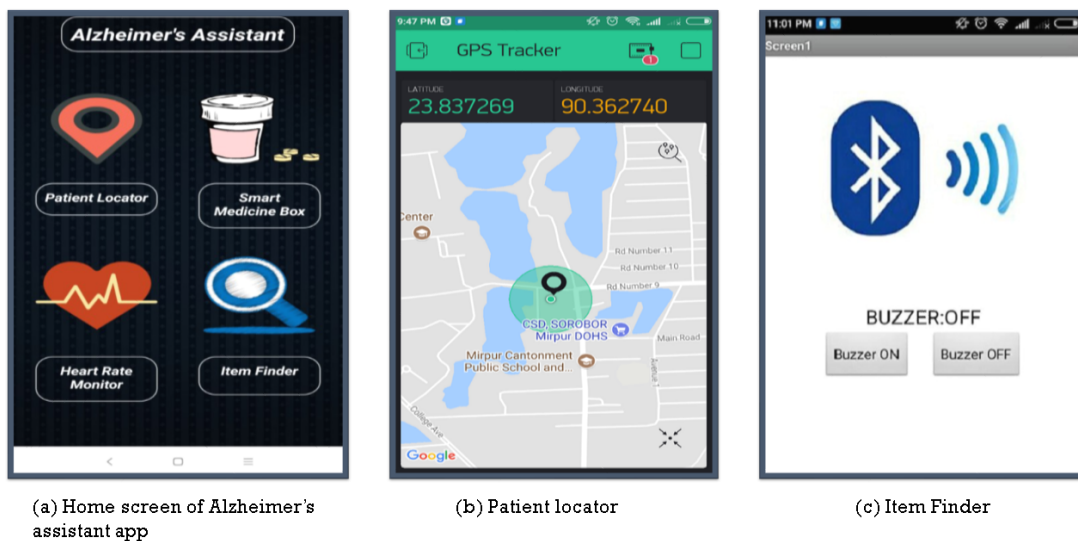 Alzheimer's Assistant
Patient Locator
Smart
Medicine Box
Heart Rate
Monitor
Item Finder
(a) Home screen of Alzheimer's
assistant app
9:47 PM
GPS Tracker
1
LATITUDE
23.837269
LONGITUDE
90.362740
Center
Rd Number 11
Rd Number 10
Rd Number 9
CSD, SOROBOR
Mirpur DOHS
Main Road
Mirpur Cantonment
Public School and...
Avenue 1
College Ave
Google
(b) Patient locator
11:01 PM
Screen1
BUZZER:OFF
Buzzer ON
Buzzer OFF
(c) Item Finder